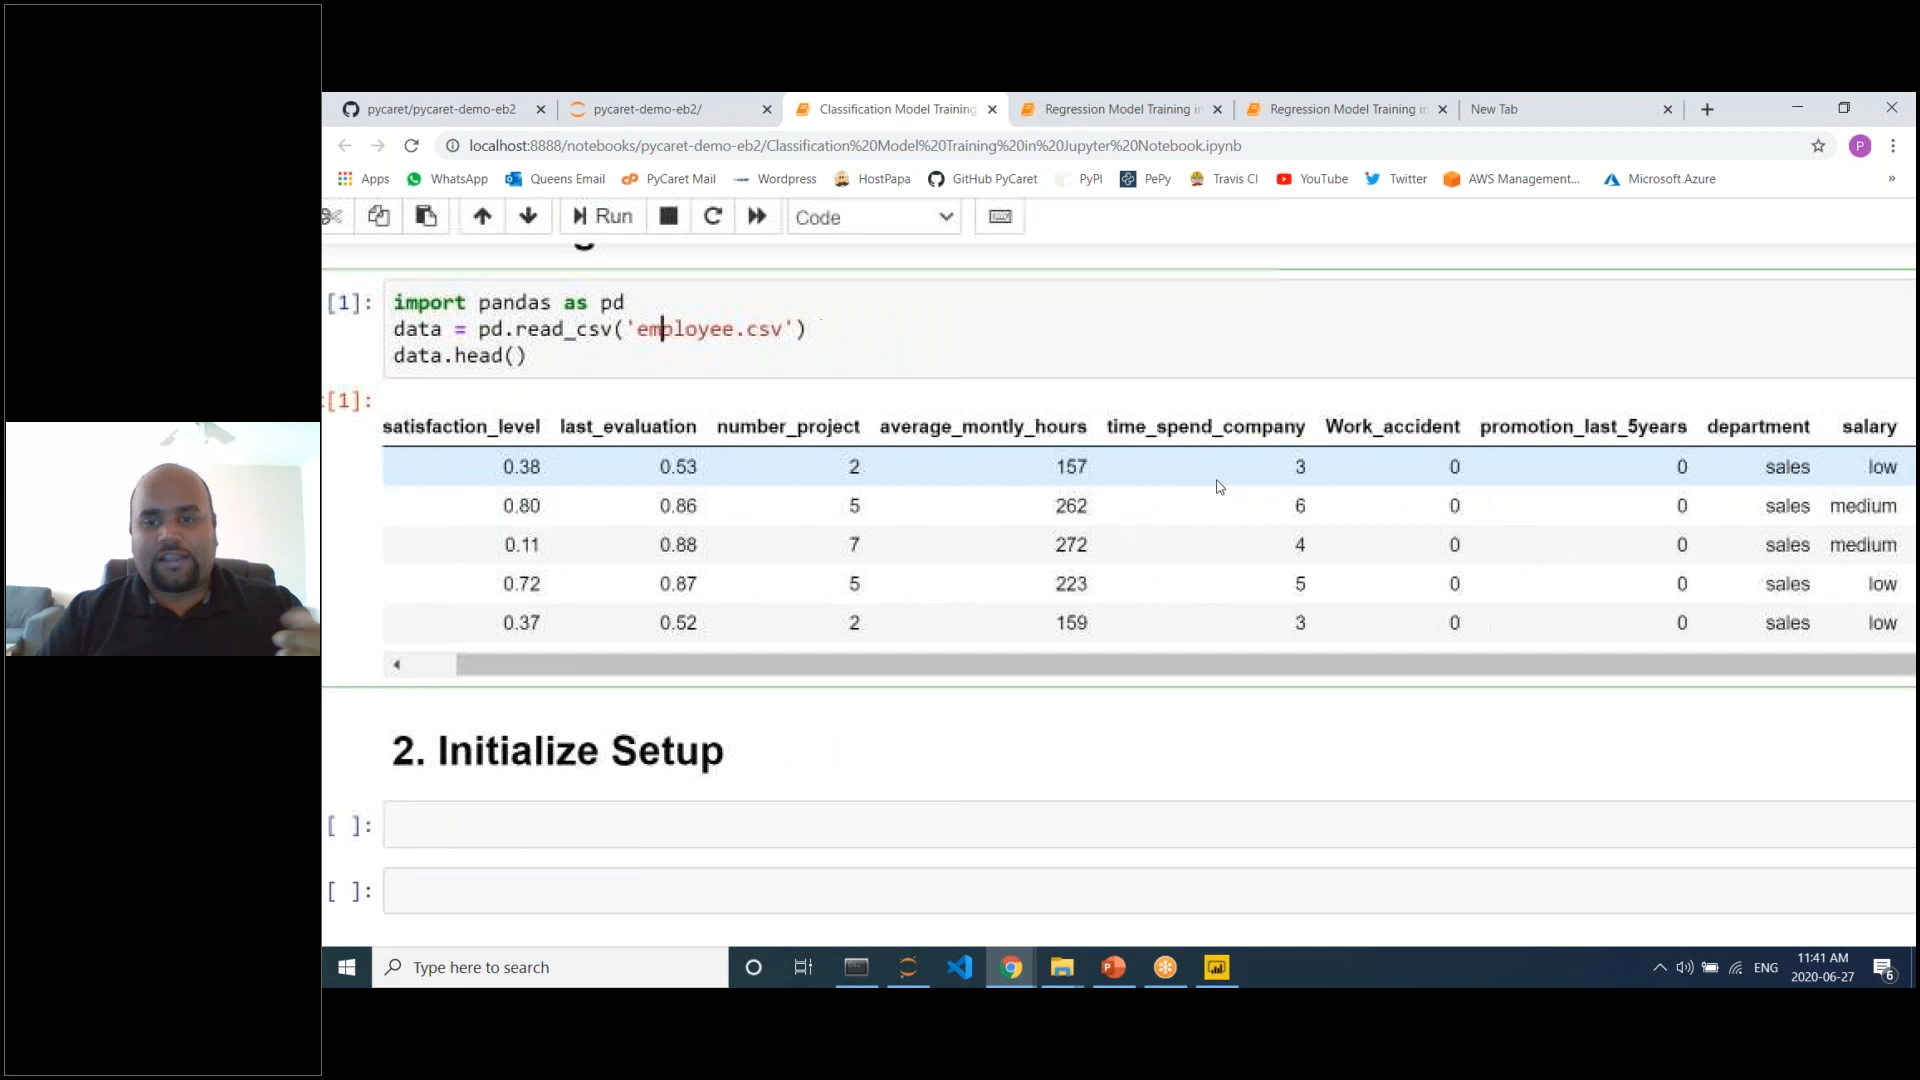 pycaret/pycaret-demo-eb2
pycaret-demo-eb2/
Classification Model Training
Regression Model Training in
Regression Model Training in
New Tab
localhost:8888/notebooks/pycaret-demo-eb2/Classification%20Model%20Training%20in%20Jupyter%20Notebook.ipynb
P
Apps WhatsApp Queens Email PyCaret Mail Wordpress HostPapa GitHub PyCaret PyPI PePy Travis CI YouTube Twitter AWS Management... Microsoft Azure »
Run Code
[1]: import pandas as pd
data = pd.read_csv('employee.csv')
data.head()
[1]:
satisfaction_level last_evaluation number_project average_montly_hours time_spend_company Work_accident promotion_last_5years department salary
0.38 0.53 2 157 3 0 0 sales low
0.80 0.86 5 262 6 0 0 sales medium
0.11 0.88 7 272 4 0 0 sales medium
0.72 0.87 5 223 5 0 0 sales low
0.37 0.52 2 159 3 0 0 sales low
2. Initialize Setup
[ ]:
[ ]:
Type here to search
ENG
11:41 AM
2020-06-27
6